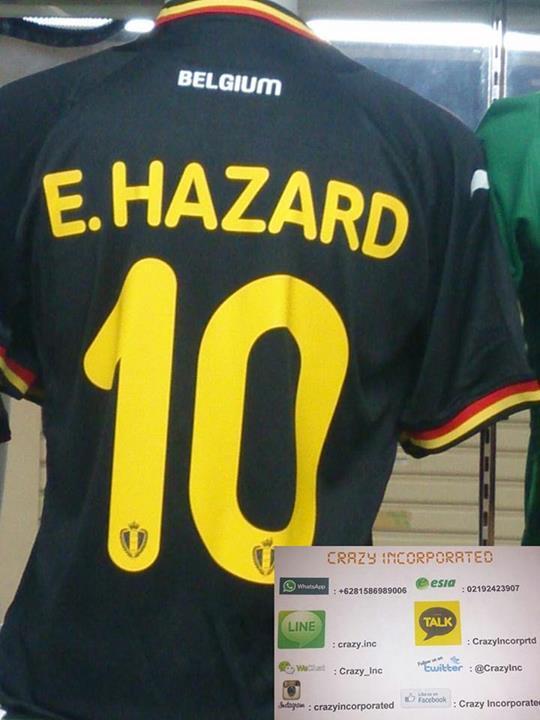 BELGIUM
E. HAZARD
10
CRAZY INCORPORATED
WhatsApp : +6281586989006
esia : 02192423907
LINE : crazy.inc
TALK : CrazyIncorprtd
WeChat : Crazy_Inc
Follow us on twitter : @CrazyInc
Instagram : crazyincorporated
Like us on Facebook : Crazy Incorporated